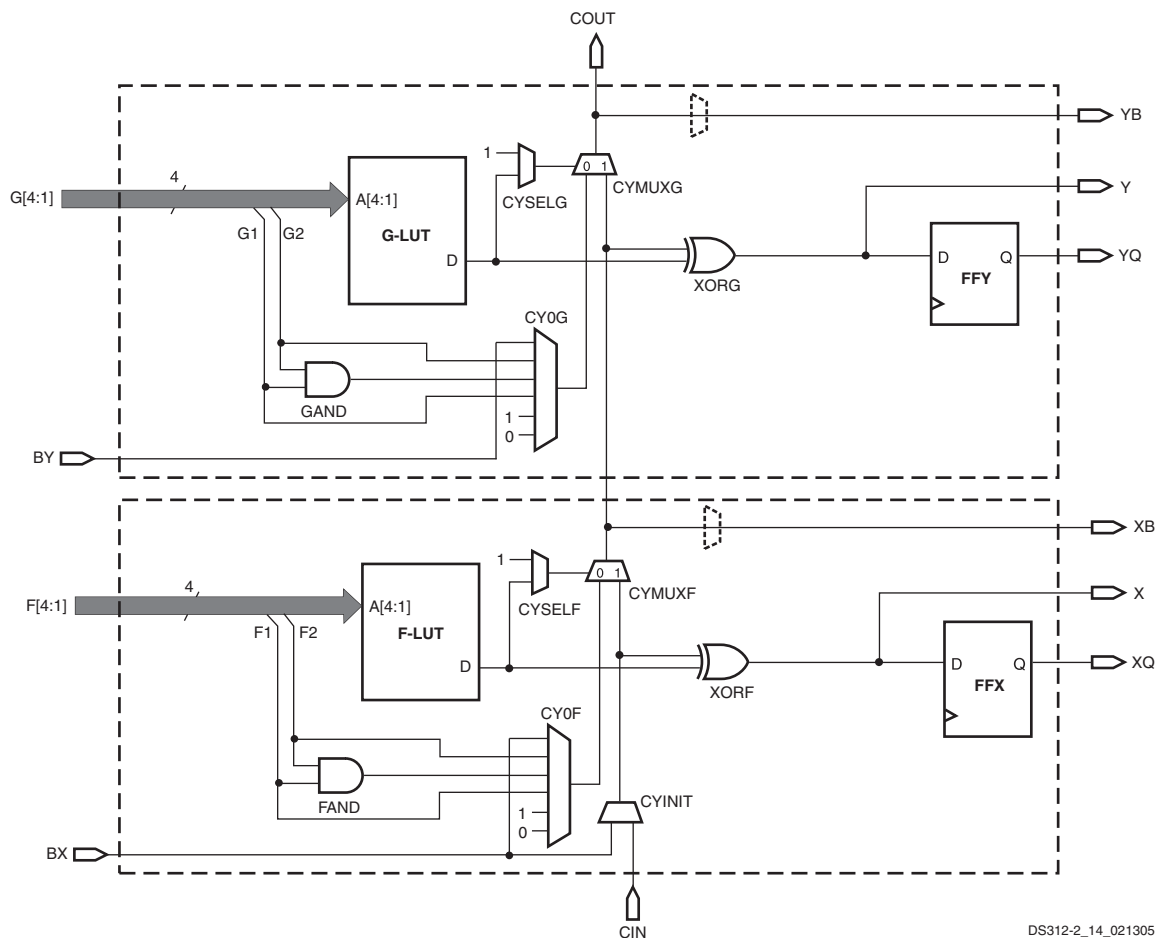 COUT
YB
4
1
0 1
CYMUXG
G[4:1]
A[4:1]
CYSELG
Y
G-LUT
G1
G2
D
XORG
D
Q
FFY
YQ
CY0G
GAND
1
0
BY
XB
1
0 1
CYMUXF
4
F[4:1]
A[4:1]
CYSELF
X
F-LUT
F1
F2
D
XORF
D
Q
FFX
XQ
CY0F
FAND
CYINIT
1
0
BX
CIN
DS312-2_14_021305